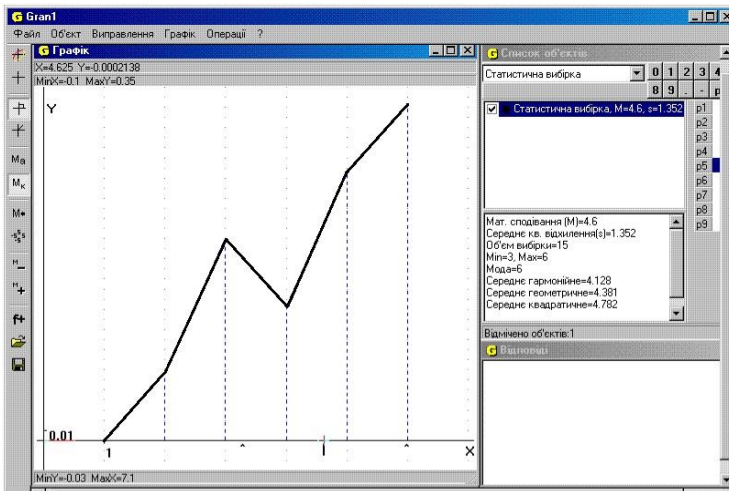 Gran1
Файл Об'єкт Виправлення Графік Операції ?
Графік
X=4.625 Y=-0.0002138
MinX=-0.1 MaxY=0.35
Y
0.01
1
X
MinY=-0.03 MaxX=7.1
Ma
Мк
M*
f+
Список об'єктів
Статистична вибірка
0 1 2 3 4
8 9 . - p
Статистична вибірка, M=4.6, s=1.352
p1
p2
p3
p4
p5
p6
p7
p8
p9
Мат. сподівання (M)=4.6
Середнє кв. відхилення(s)=1.352
Об'єм вибірки=15
Min=3, Max=6
Мода=6
Середнє гармонійне=4.128
Середнє геометричне=4.381
Середнє квадратичне=4.782
Відмічено об'єктів:1
Відповіді